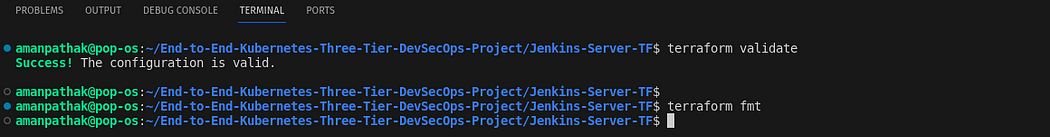 PROBLEMS OUTPUT DEBUG CONSOLE TERMINAL PORTS
amanpathak@pop-os:~/End-to-End-Kubernetes-Three-Tier-DevSecOps-Project/Jenkins-Server-TF$ terraform validate
Success! The configuration is valid.
amanpathak@pop-os:~/End-to-End-Kubernetes-Three-Tier-DevSecOps-Project/Jenkins-Server-TF$
amanpathak@pop-os:~/End-to-End-Kubernetes-Three-Tier-DevSecOps-Project/Jenkins-Server-TF$ terraform fmt
amanpathak@pop-os:~/End-to-End-Kubernetes-Three-Tier-DevSecOps-Project/Jenkins-Server-TF$